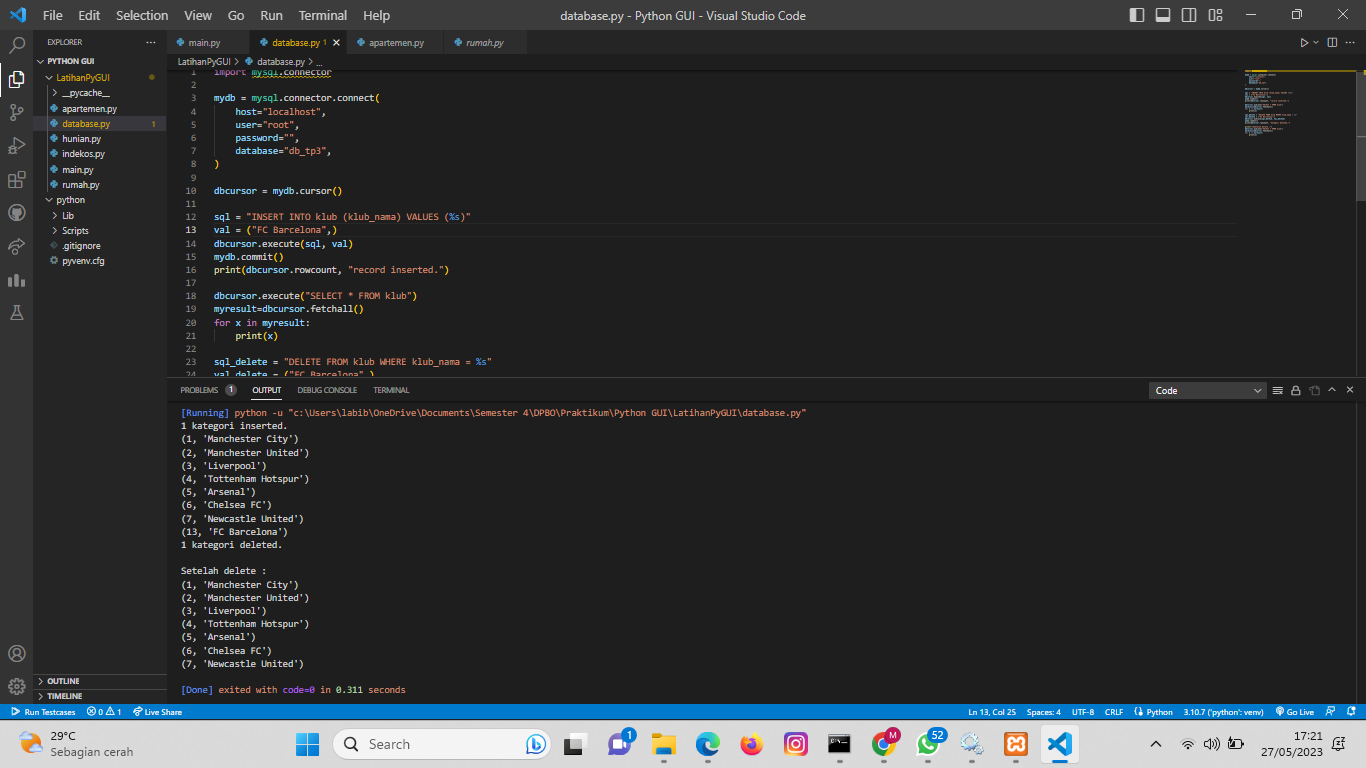 File Edit Selection View Go Run Terminal Help
database.py - Python GUI - Visual Studio Code
EXPLORER
PYTHON GUI
LatihanPyGUI
__pycache__
apartemen.py
database.py 1
hunian.py
indekos.py
main.py
rumah.py
python
Lib
Scripts
.gitignore
pyvenv.cfg
OUTLINE
TIMELINE
main.py database.py 1 apartemen.py rumah.py
LatihanPyGUI > database.py > ...
1 import mysql.connector
2
3 mydb = mysql.connector.connect(
4 host="localhost",
5 user="root",
6 password="",
7 database="db_tp3",
8 )
9
10 dbcursor = mydb.cursor()
11
12 sql = "INSERT INTO klub (klub_nama) VALUES (%s)"
13 val = ("FC Barcelona",)
14 dbcursor.execute(sql, val)
15 mydb.commit()
16 print(dbcursor.rowcount, "record inserted.")
17
18 dbcursor.execute("SELECT * FROM klub")
19 myresult=dbcursor.fetchall()
20 for x in myresult:
21 print(x)
22
23 sql_delete = "DELETE FROM klub WHERE klub_nama = %s"
24 val_delete = ("FC Barcelona",)
PROBLEMS 1 OUTPUT DEBUG CONSOLE TERMINAL
Code
[Running] python -u "c:\Users\labib\OneDrive\Documents\Semester 4\DPBO\Praktikum\Python GUI\LatihanPyGUI\database.py"
1 kategori inserted.
(1, 'Manchester City')
(2, 'Manchester United')
(3, 'Liverpool')
(4, 'Tottenham Hotspur')
(5, 'Arsenal')
(6, 'Chelsea FC')
(7, 'Newcastle United')
(13, 'FC Barcelona')
1 kategori deleted.
Setelah delete :
(1, 'Manchester City')
(2, 'Manchester United')
(3, 'Liverpool')
(4, 'Tottenham Hotspur')
(5, 'Arsenal')
(6, 'Chelsea FC')
(7, 'Newcastle United')
[Done] exited with code=0 in 0.311 seconds
Run Testcases 0 1 Live Share
Ln 13, Col 25 Spaces: 4 UTF-8 CRLF Python 3.10.7 ('python': venv) Go Live
29°C
Sebagian cerah
Search
1
M
52
17:21
27/05/2023